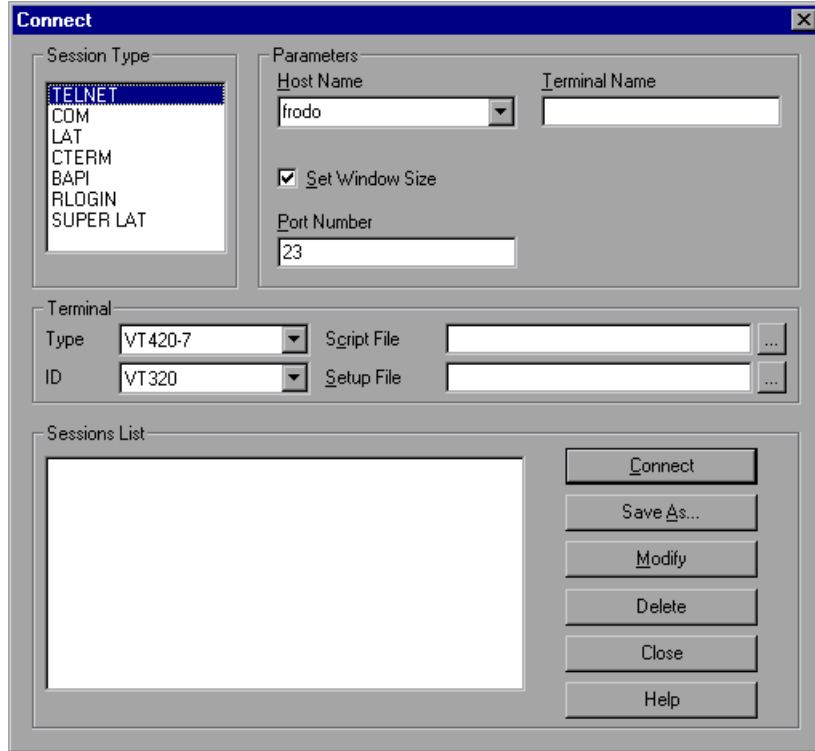 Connect
Session Type
TELNET
COM
LAT
CTERM
BAPI
RLOGIN
SUPER LAT
Parameters
Host Name
Terminal Name
frodo
Set Window Size
Port Number
23
Terminal
Type
VT420-7
Script File
...
ID
VT320
Setup File
...
Sessions List
Connect
Save As...
Modify
Delete
Close
Help